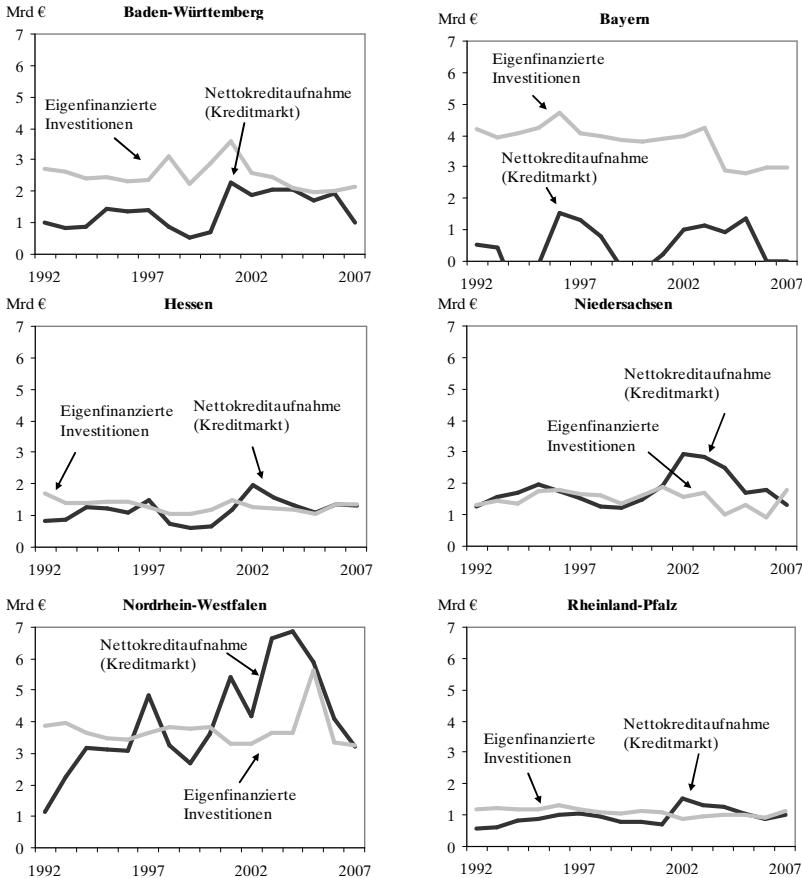 Mrd €
Baden-Württemberg
7
6
5
4
3
2
1
0
Eigenfinanzierte
Investitionen
Nettokreditaufnahme
(Kreditmarkt)
1992 1997 2002 2007
Mrd €
Bayern
7
6
5
4
3
2
1
0
Eigenfinanzierte
Investitionen
Nettokreditaufnahme
(Kreditmarkt)
1992 1997 2002 2007
Mrd €
Hessen
7
6
5
4
3
2
1
0
Eigenfinanzierte
Investitionen
Nettokreditaufnahme
(Kreditmarkt)
1992 1997 2002 2007
Mrd €
Niedersachsen
7
6
5
4
3
2
1
0
Nettokreditaufnahme
(Kreditmarkt)
Eigenfinanzierte
Investitionen
1992 1997 2002 2007
Mrd €
Nordrhein-Westfalen
7
6
5
4
3
2
1
0
Nettokreditaufnahme
(Kreditmarkt)
Eigenfinanzierte
Investitionen
1992 1997 2002 2007
Mrd €
Rheinland-Pfalz
7
6
5
4
3
2
1
0
Eigenfinanzierte
Investitionen
Nettokreditaufnahme
(Kreditmarkt)
1992 1997 2002 2007